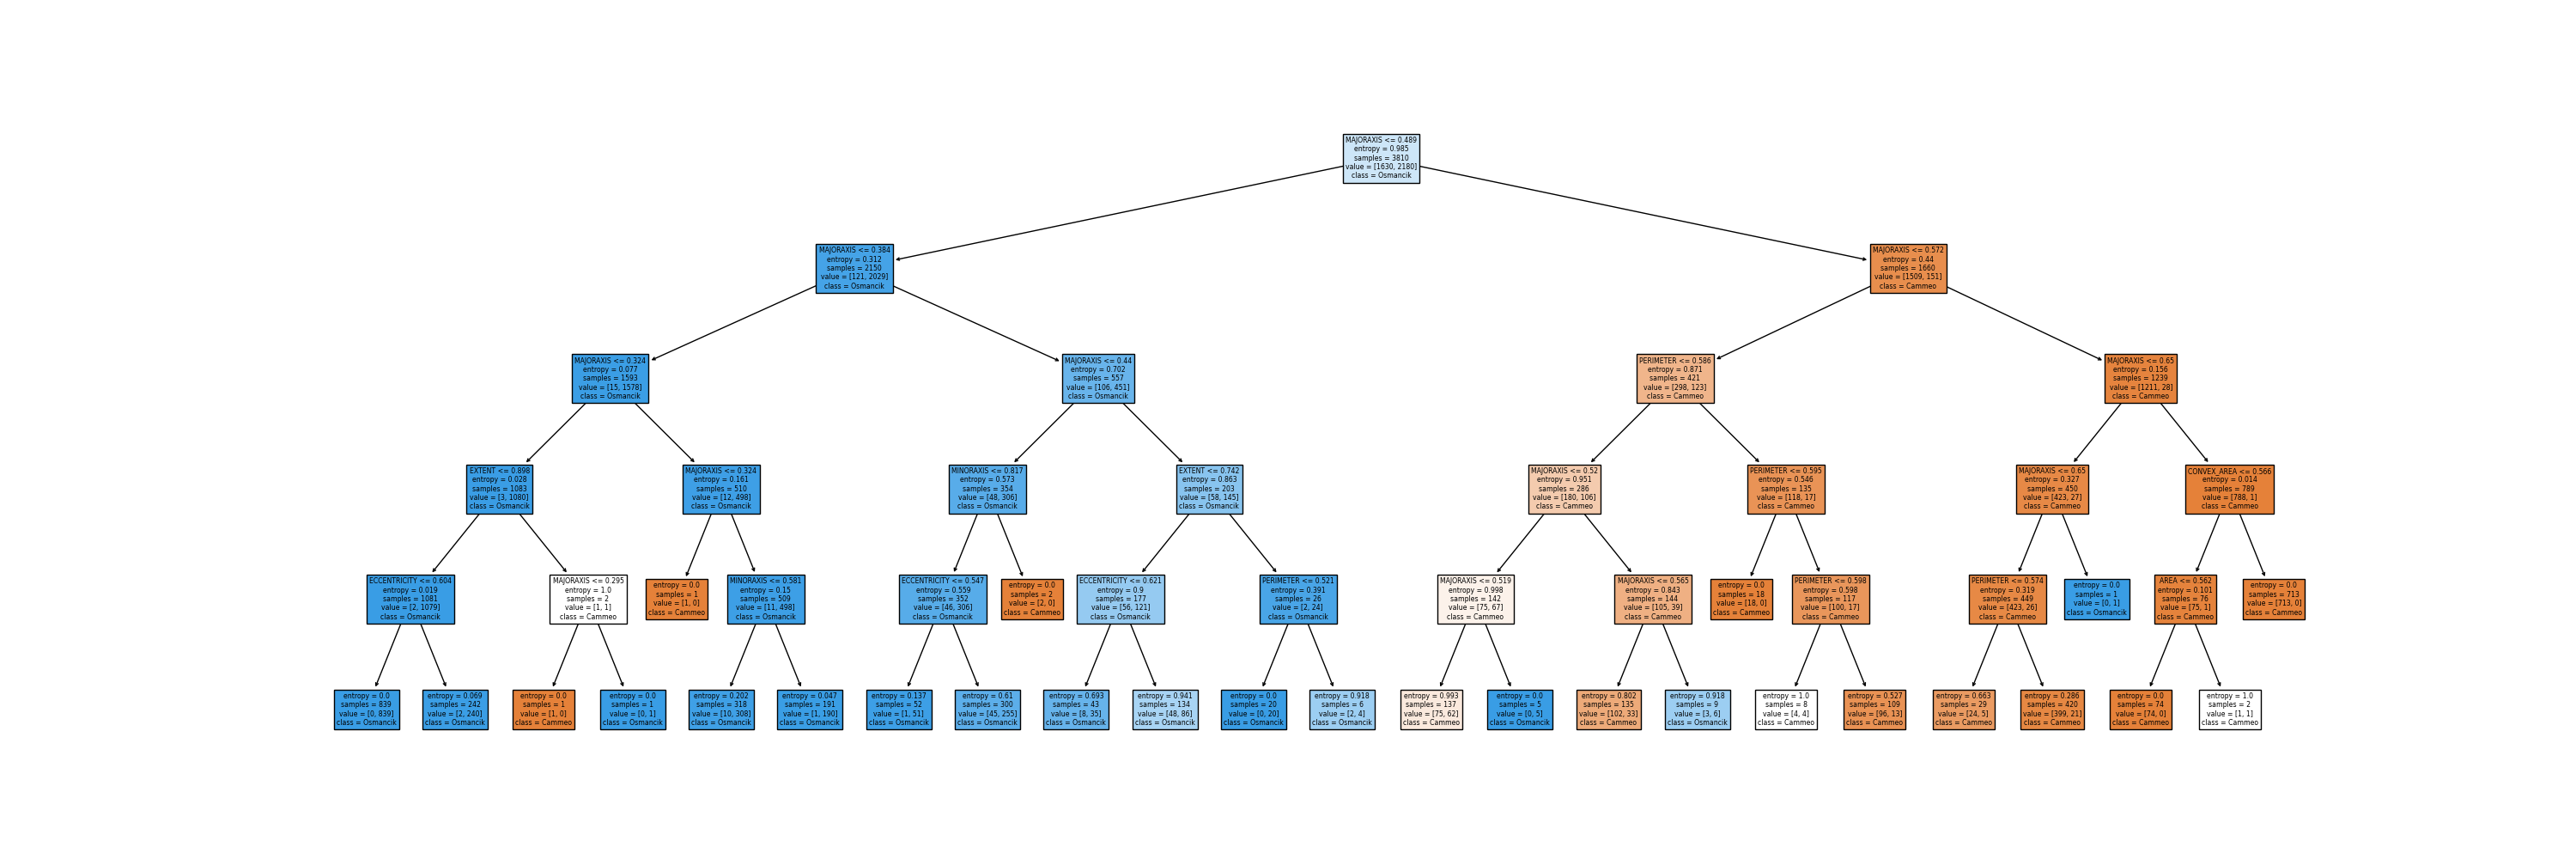 MAJORAXIS <= 0.489
entropy = 0.985
samples = 3810
value = [1630, 2180]
class = Osmancik
MAJORAXIS <= 0.384
entropy = 0.312
samples = 2150
value = [121, 2029]
class = Osmancik
MAJORAXIS <= 0.572
entropy = 0.44
samples = 1660
value = [1509, 151]
class = Cammeo
MAJORAXIS <= 0.324
entropy = 0.077
samples = 1593
value = [15, 1578]
class = Osmancik
MAJORAXIS <= 0.44
entropy = 0.702
samples = 557
value = [106, 451]
class = Osmancik
PERIMETER <= 0.586
entropy = 0.871
samples = 421
value = [298, 123]
class = Cammeo
MAJORAXIS <= 0.65
entropy = 0.156
samples = 1239
value = [1211, 28]
class = Cammeo
EXTENT <= 0.898
entropy = 0.028
samples = 1083
value = [3, 1080]
class = Osmancik
MAJORAXIS <= 0.324
entropy = 0.161
samples = 510
value = [12, 498]
class = Osmancik
MINORAXIS <= 0.817
entropy = 0.573
samples = 354
value = [48, 306]
class = Osmancik
EXTENT <= 0.742
entropy = 0.863
samples = 203
value = [58, 145]
class = Osmancik
MAJORAXIS <= 0.52
entropy = 0.951
samples = 286
value = [180, 106]
class = Cammeo
PERIMETER <= 0.595
entropy = 0.546
samples = 135
value = [118, 17]
class = Cammeo
MAJORAXIS <= 0.65
entropy = 0.327
samples = 450
value = [423, 27]
class = Cammeo
CONVEX_AREA <= 0.566
entropy = 0.014
samples = 789
value = [788, 1]
class = Cammeo
ECCENTRICITY <= 0.604
entropy = 0.019
samples = 1081
value = [2, 1079]
class = Osmancik
MAJORAXIS <= 0.295
entropy = 1.0
samples = 2
value = [1, 1]
class = Cammeo
entropy = 0.0
samples = 1
value = [1, 0]
class = Cammeo
MINORAXIS <= 0.581
entropy = 0.15
samples = 509
value = [11, 498]
class = Osmancik
ECCENTRICITY <= 0.547
entropy = 0.559
samples = 352
value = [46, 306]
class = Osmancik
entropy = 0.0
samples = 2
value = [2, 0]
class = Cammeo
ECCENTRICITY <= 0.621
entropy = 0.9
samples = 177
value = [56, 121]
class = Osmancik
PERIMETER <= 0.521
entropy = 0.391
samples = 26
value = [2, 24]
class = Osmancik
MAJORAXIS <= 0.519
entropy = 0.998
samples = 142
value = [75, 67]
class = Cammeo
MAJORAXIS <= 0.565
entropy = 0.843
samples = 144
value = [105, 39]
class = Cammeo
entropy = 0.0
samples = 18
value = [18, 0]
class = Cammeo
PERIMETER <= 0.598
entropy = 0.598
samples = 117
value = [100, 17]
class = Cammeo
PERIMETER <= 0.574
entropy = 0.319
samples = 449
value = [423, 26]
class = Cammeo
entropy = 0.0
samples = 1
value = [0, 1]
class = Osmancik
AREA <= 0.562
entropy = 0.101
samples = 76
value = [75, 1]
class = Cammeo
entropy = 0.0
samples = 713
value = [713, 0]
class = Cammeo
entropy = 0.0
samples = 839
value = [0, 839]
class = Osmancik
entropy = 0.069
samples = 242
value = [2, 240]
class = Osmancik
entropy = 0.0
samples = 1
value = [1, 0]
class = Cammeo
entropy = 0.0
samples = 1
value = [0, 1]
class = Osmancik
entropy = 0.202
samples = 318
value = [10, 308]
class = Osmancik
entropy = 0.047
samples = 191
value = [1, 190]
class = Osmancik
entropy = 0.137
samples = 52
value = [1, 51]
class = Osmancik
entropy = 0.61
samples = 300
value = [45, 255]
class = Osmancik
entropy = 0.693
samples = 43
value = [8, 35]
class = Osmancik
entropy = 0.941
samples = 134
value = [48, 86]
class = Osmancik
entropy = 0.0
samples = 20
value = [0, 20]
class = Osmancik
entropy = 0.918
samples = 6
value = [2, 4]
class = Osmancik
entropy = 0.993
samples = 137
value = [75, 62]
class = Cammeo
entropy = 0.0
samples = 5
value = [0, 5]
class = Osmancik
entropy = 0.802
samples = 135
value = [102, 33]
class = Cammeo
entropy = 0.918
samples = 9
value = [3, 6]
class = Osmancik
entropy = 1.0
samples = 8
value = [4, 4]
class = Cammeo
entropy = 0.527
samples = 109
value = [96, 13]
class = Cammeo
entropy = 0.663
samples = 29
value = [24, 5]
class = Cammeo
entropy = 0.286
samples = 420
value = [399, 21]
class = Cammeo
entropy = 0.0
samples = 74
value = [74, 0]
class = Cammeo
entropy = 1.0
samples = 2
value = [1, 1]
class = Cammeo